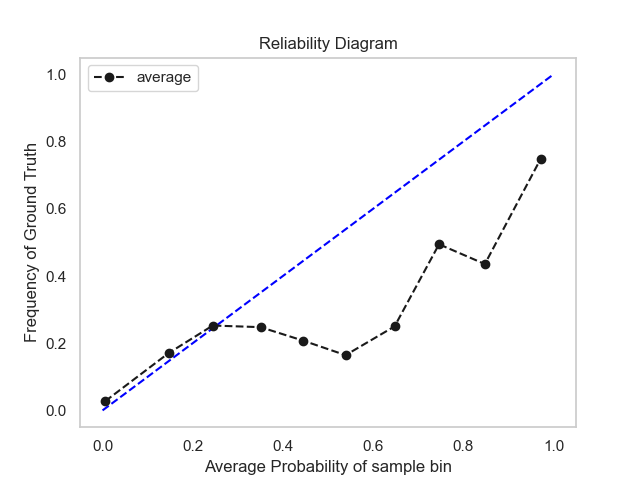 Reliability Diagram
average
Frequency of Ground Truth
1.0
0.8
0.6
0.4
0.2
0.0
0.0 0.2 0.4 0.6 0.8 1.0
Average Probability of sample bin